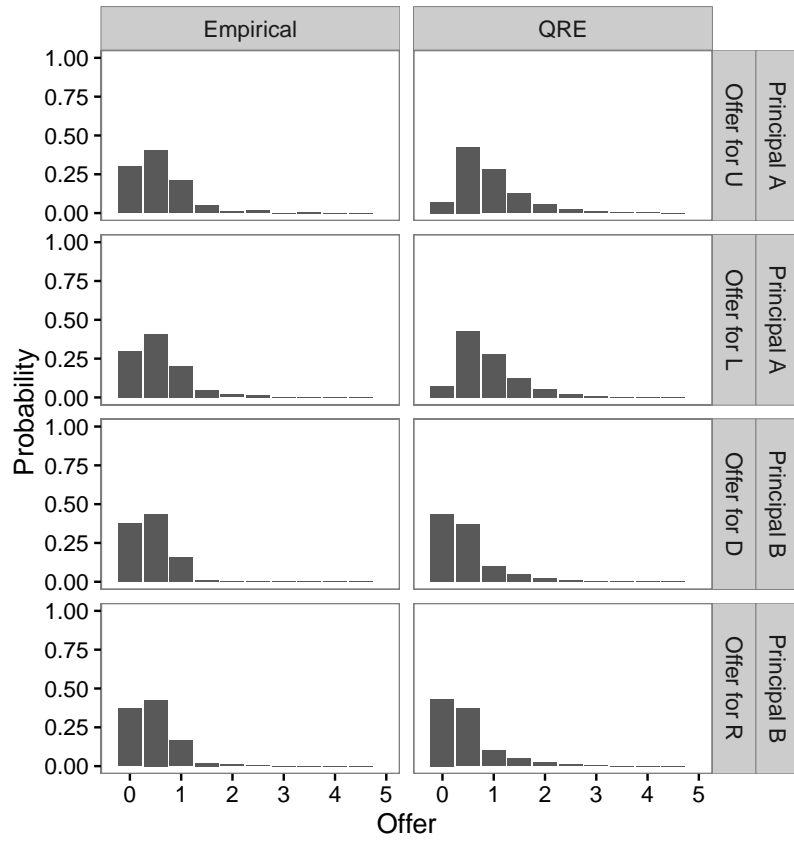 Empirical
QRE
Probability
1.00
0.75
0.50
0.25
0.00
Offer for U
Principal A
1.00
0.75
0.50
0.25
0.00
Offer for L
Principal A
1.00
0.75
0.50
0.25
0.00
Offer for D
Principal B
1.00
0.75
0.50
0.25
0.00
Offer for R
Principal B
0 1 2 3 4 5
0 1 2 3 4 5
Offer